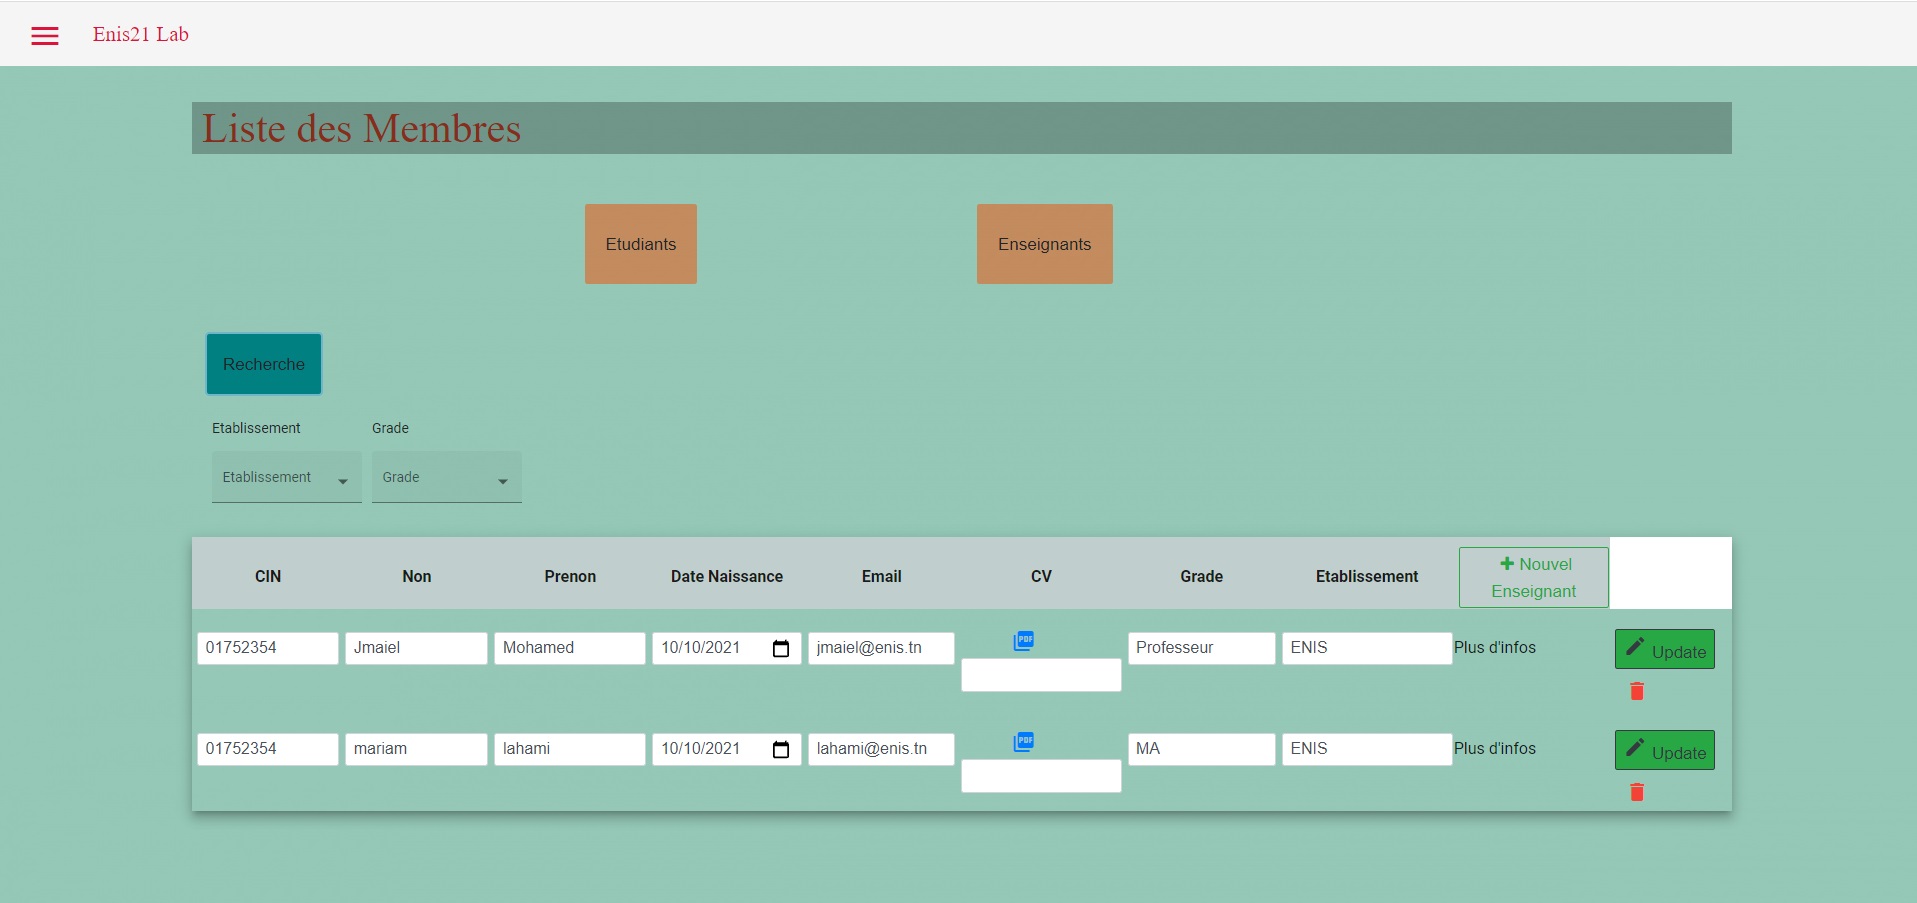 Enis21 Lab
Liste des Membres
Etudiants
Enseignants
Recherche
Etablissement Grade
Etablissement Grade
CIN Non Prenon Date Naissance Email CV Grade Etablissement + Nouvel
Enseignant
01752354 Jmaiel Mohamed 10/10/2021 jmaiel@enis.tn PDF Professeur ENIS Plus d'infos Update
01752354 mariam lahami 10/10/2021 lahami@enis.tn PDF MA ENIS Plus d'infos Update